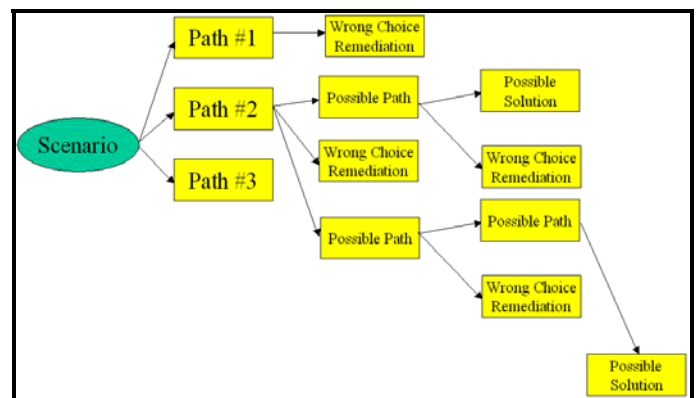 Scenario
Path #1
Wrong Choice
Remediation
Path #2
Possible Path
Possible
Solution
Wrong Choice
Remediation
Wrong Choice
Remediation
Path #3
Possible Path
Possible Path
Wrong Choice
Remediation
Possible
Solution